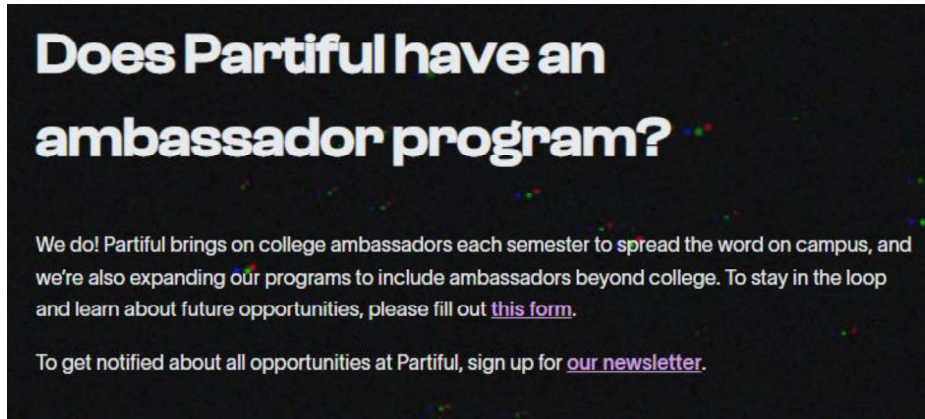 Does Partiful have an
ambassador program?
We do! Partiful brings on college ambassadors each semester to spread the word on campus, and
we're also expanding our programs to include ambassadors beyond college. To stay in the loop
and learn about future opportunities, please fill out this form.
To get notified about all opportunities at Partiful, sign up for our newsletter.